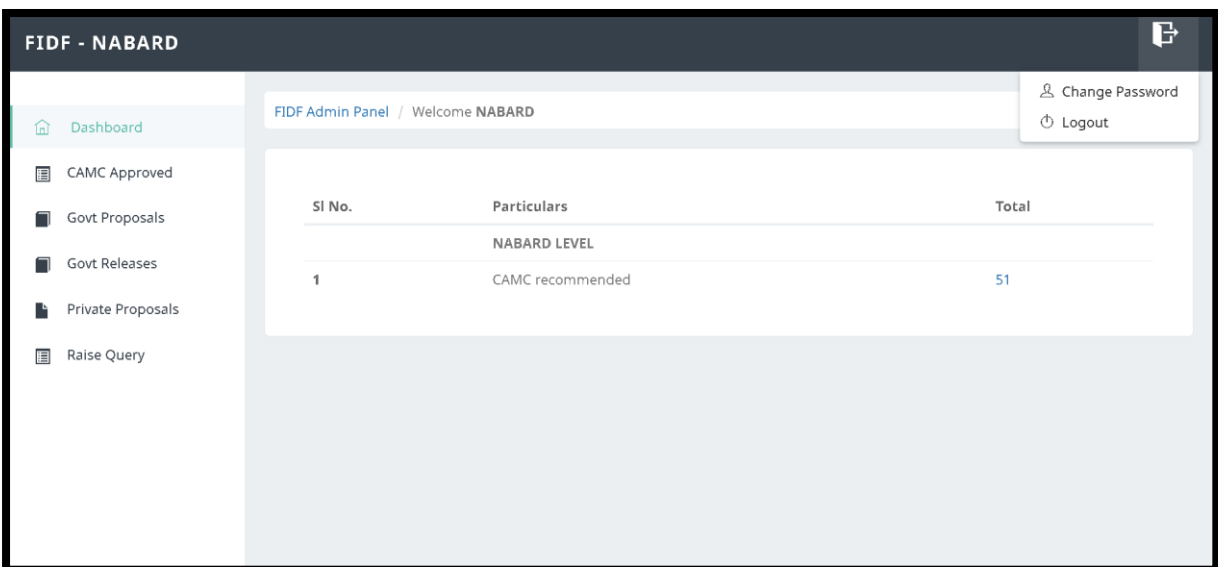 FIDF - NABARD
Change Password
Logout
FIDF Admin Panel / Welcome NABARD
Dashboard
CAMC Approved
Govt Proposals
Govt Releases
Private Proposals
Raise Query
Sl No. Particulars Total
NABARD LEVEL
1 CAMC recommended 51